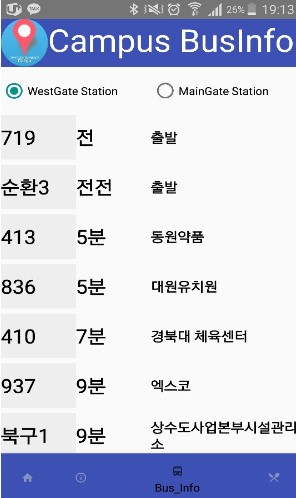 TALK 26% 19:13
Campus BusInfo
WestGate Station MainGate Station
719 전 출발
순환3 전전 출발
413 5분 동원약품
836 5분 대원유치원
410 7분 경북대 체육센터
937 9분 엑스코
북구1 9분 상수도사업본부시설관리
소
Bus_Info